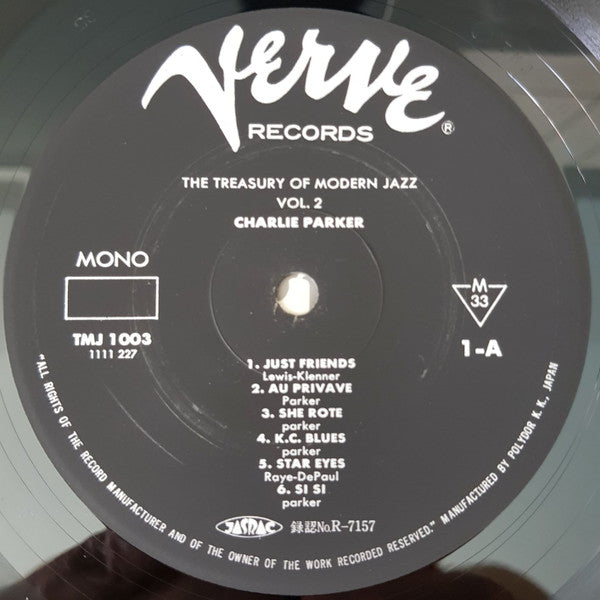 Verve
RECORDS ®
THE TREASURY OF MODERN JAZZ
VOL. 2
CHARLIE PARKER
MONO
TMJ 1003
1111 227
M
33
1-A
1. JUST FRIENDS
Lewis-Klenner
2. AU PRIVAVE
Parker
3. SHE ROTE
parker
4. K.C. BLUES
parker
5. STAR EYES
Raye-DePaul
6. SI SI
parker
JASRAC 録認No.R-7157
"ALL RIGHTS OF THE RECORD MANUFACTURER AND OF THE OWNER OF THE WORK RECORDED RESERVED." MANUFACTURED BY POLYDOR K. K., JAPAN